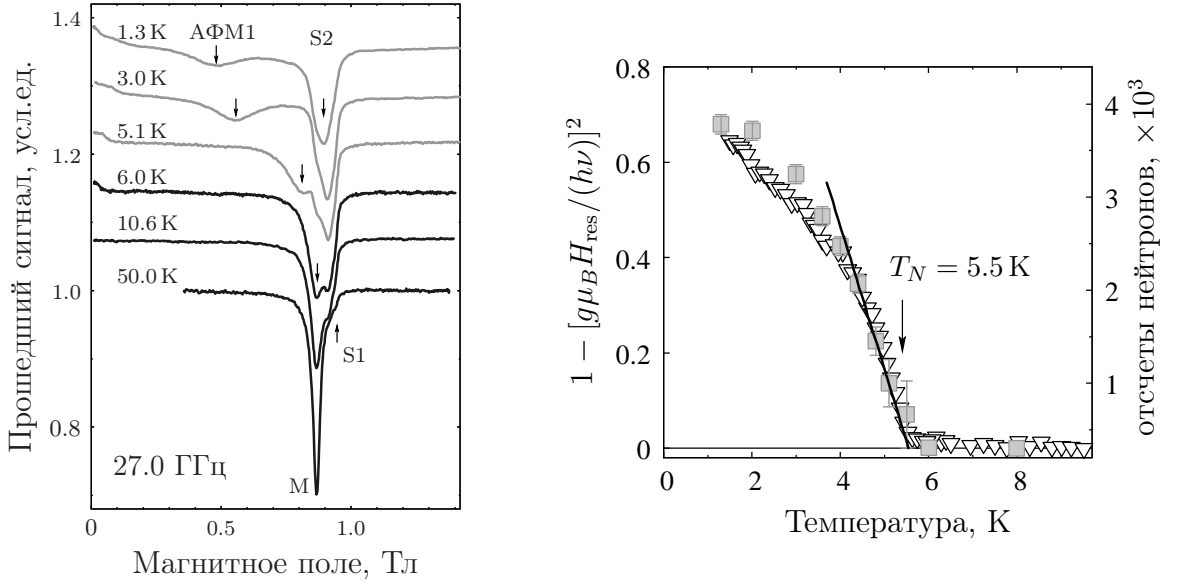 1.4
1.3 K
АФМ1
S2
3.0 K
5.1 K
1.2
6.0 K
10.6 K
50.0 K
1.0
S1
0.8
27.0 ГГц
M
0
0.5
1.0
Магнитное поле, Тл
Прошедший сигнал, усл.ед.
0.8
0.6
0.4
0.2
0
1 − [gμ_B H_res/(hν)]²
T_N = 5.5 K
4
3
2
1
отсчеты нейтронов, ×10³
0
2
4
6
8
Температура, К